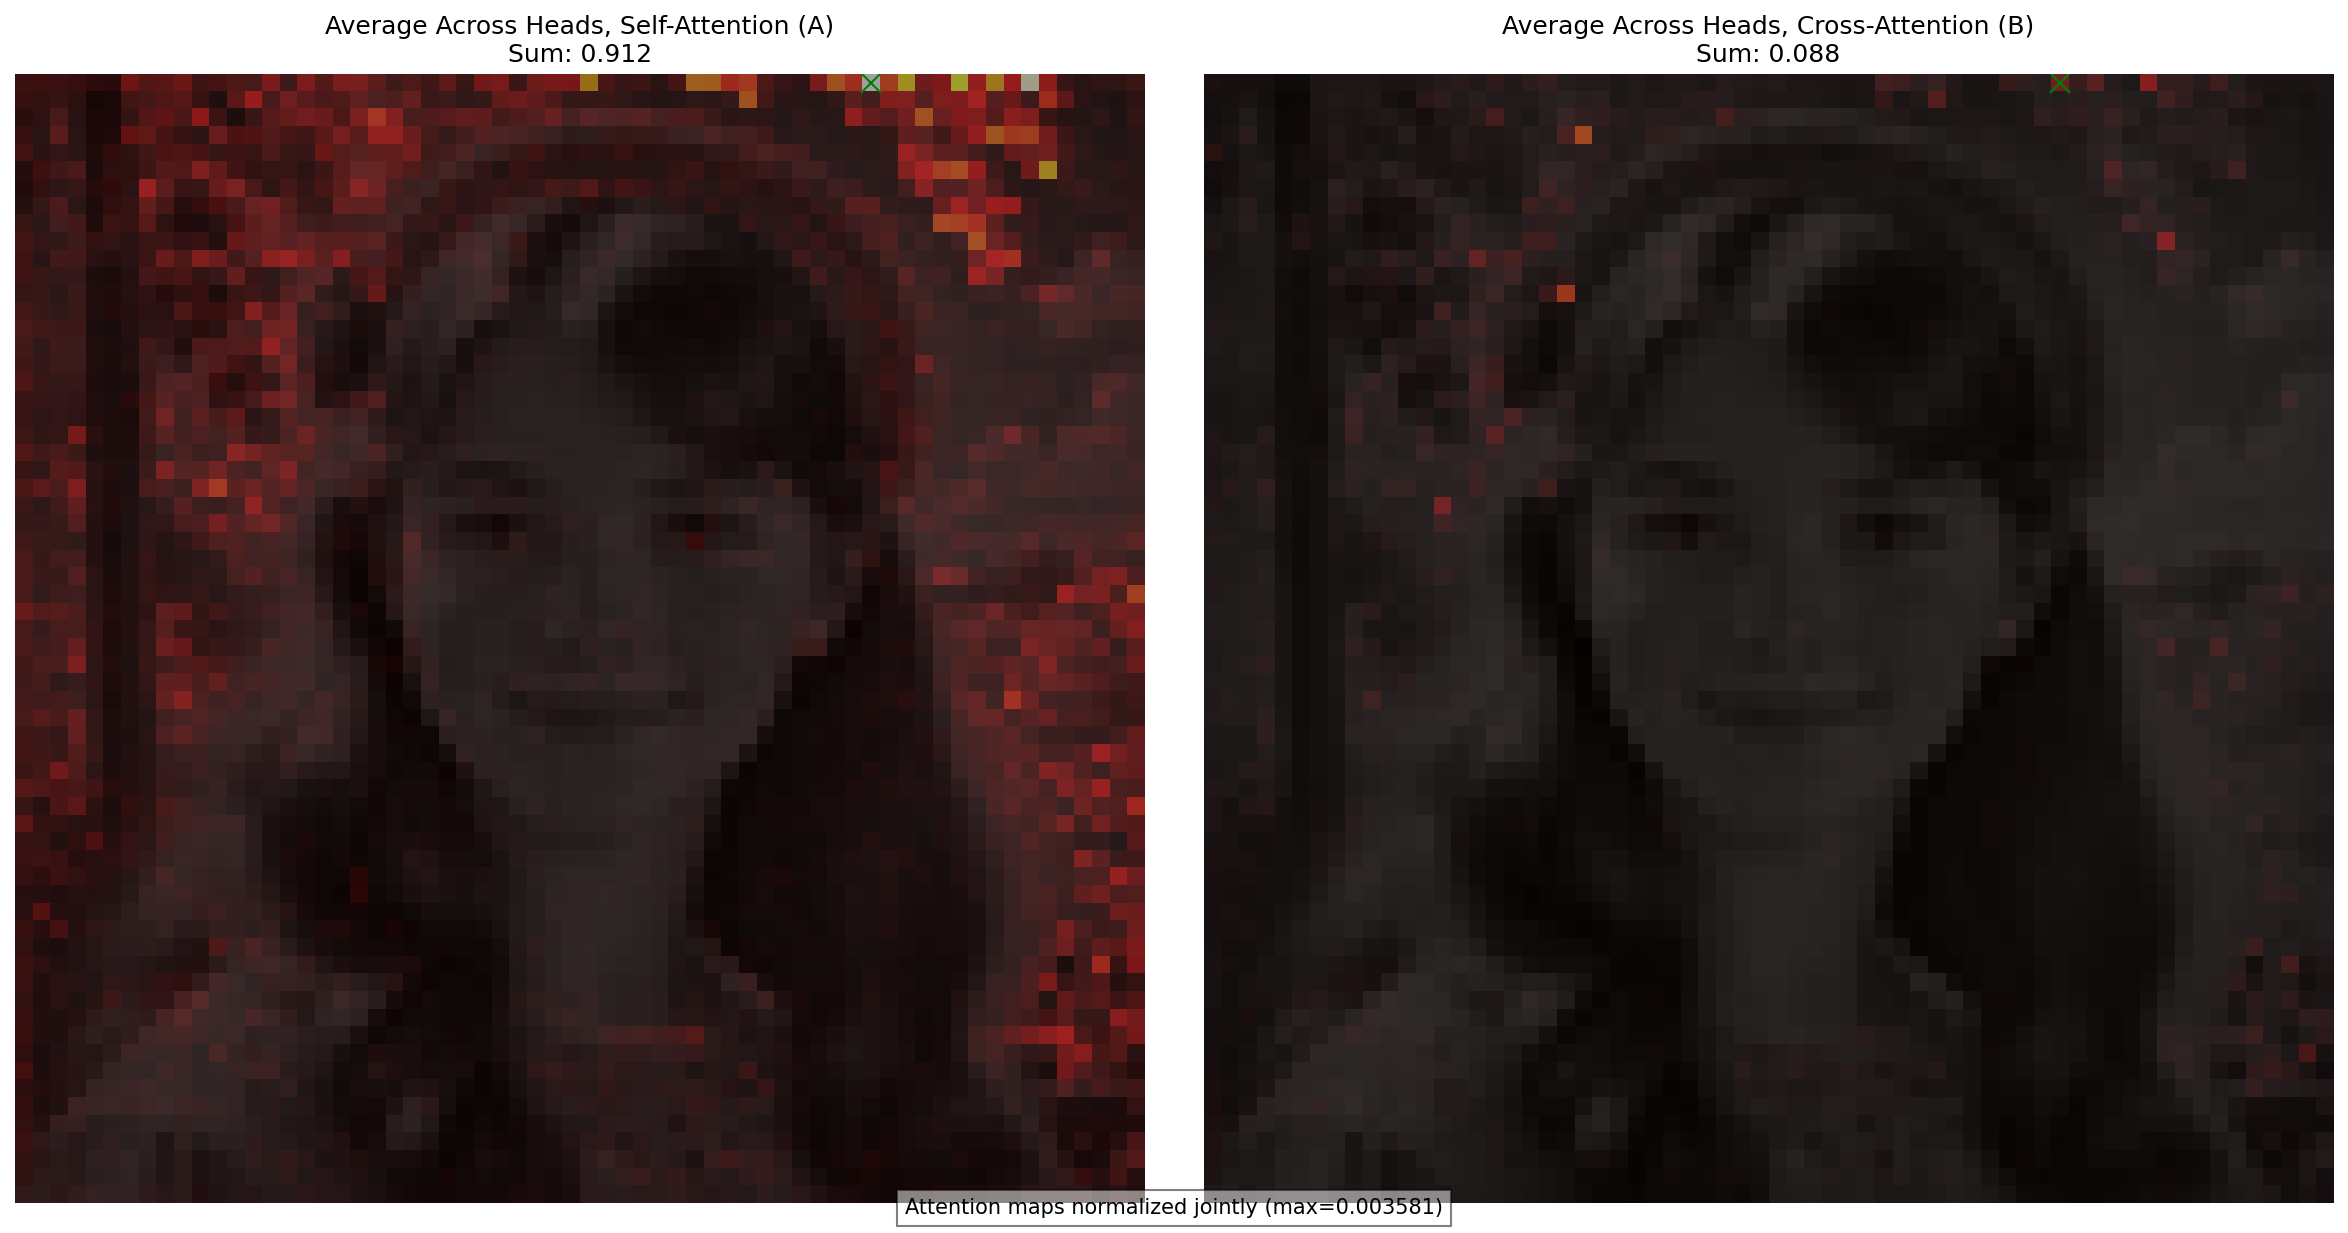 Average Across Heads, Self-Attention (A)
Sum: 0.912
Average Across Heads, Cross-Attention (B)
Sum: 0.088
Attention maps normalized jointly (max=0.003581)